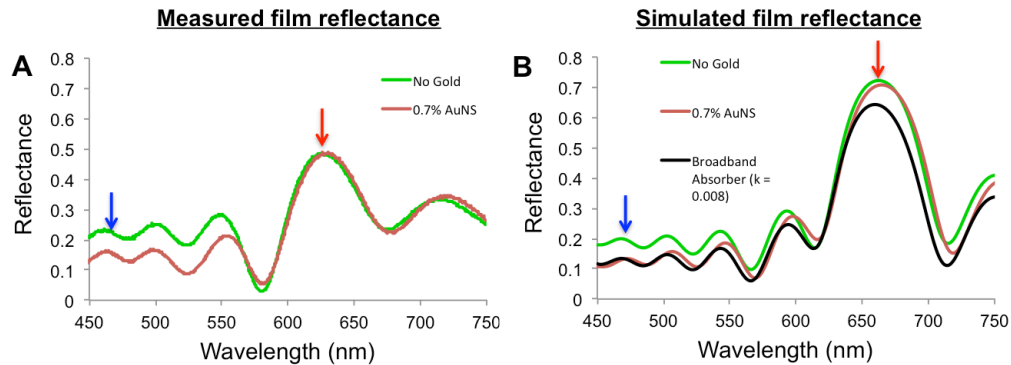 Measured film reflectance
Simulated film reflectance
A
0.8
0.7
0.6
0.5
0.4
0.3
0.2
0.1
0
Reflectance
No Gold
0.7% AuNS
450
500
550
600
650
700
750
Wavelength (nm)
B
0.8
0.7
0.6
0.5
0.4
0.3
0.2
0.1
0
Reflectance
No Gold
0.7% AuNS
Broadband
Absorber (k =
0.008)
450
500
550
600
650
700
750
Wavelength (nm)